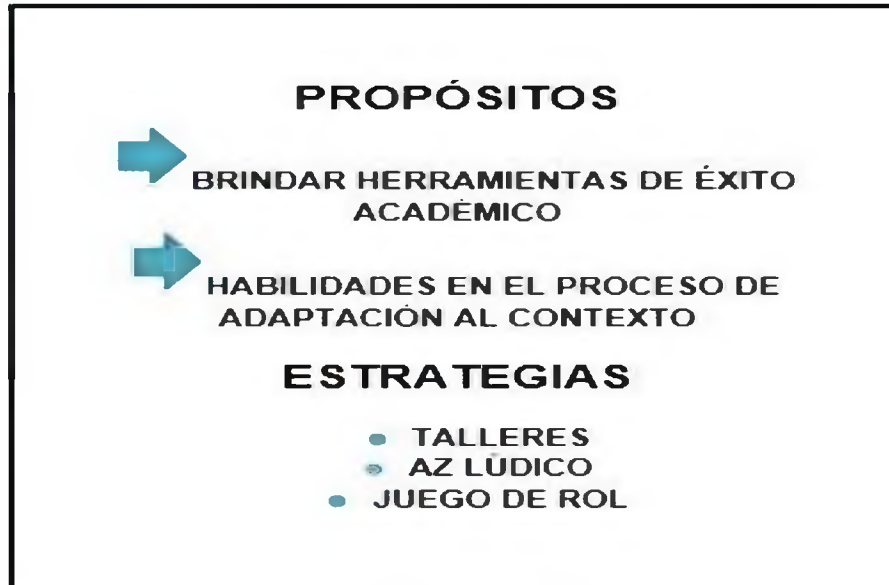 PROPÓSITOS
BRINDAR HERRAMIENTAS DE ÉXITO
ACADÉMICO
HABILIDADES EN EL PROCESO DE
ADAPTACIÓN AL CONTEXTO
ESTRATEGIAS
TALLERES
AZ LÚDICO
JUEGO DE ROL